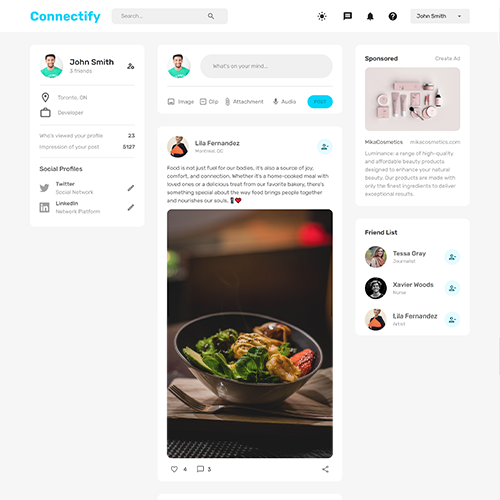 Connectify
Search...
John Smith
John Smith
3 friends
Toronto, ON
Developer
Who's viewed your profile 23
Impression of your post 5127
Social Profiles
Twitter
Social Network
LinkedIn
Network Platform
What's on your mind...
Image Clip Attachment Audio POST
Lila Fernandez
Montreal, QC
Food is not just fuel for our bodies, it's also a source of joy,
comfort, and connection. Whether it's a home-cooked meal with
loved ones or a delicious treat from our favorite bakery, there's
something special about the way food brings people together
and nourishes our souls.
4 3
Sponsored Create Ad
MikaCosmetics mikacosmetics.com
Luminance: a range of high-quality
and affordable beauty products
designed to enhance your natural
beauty. Our products are made with
only the finest ingredients to deliver
exceptional results.
Friend List
Tessa Gray
Journalist
Xavier Woods
Nurse
Lila Fernandez
Artist